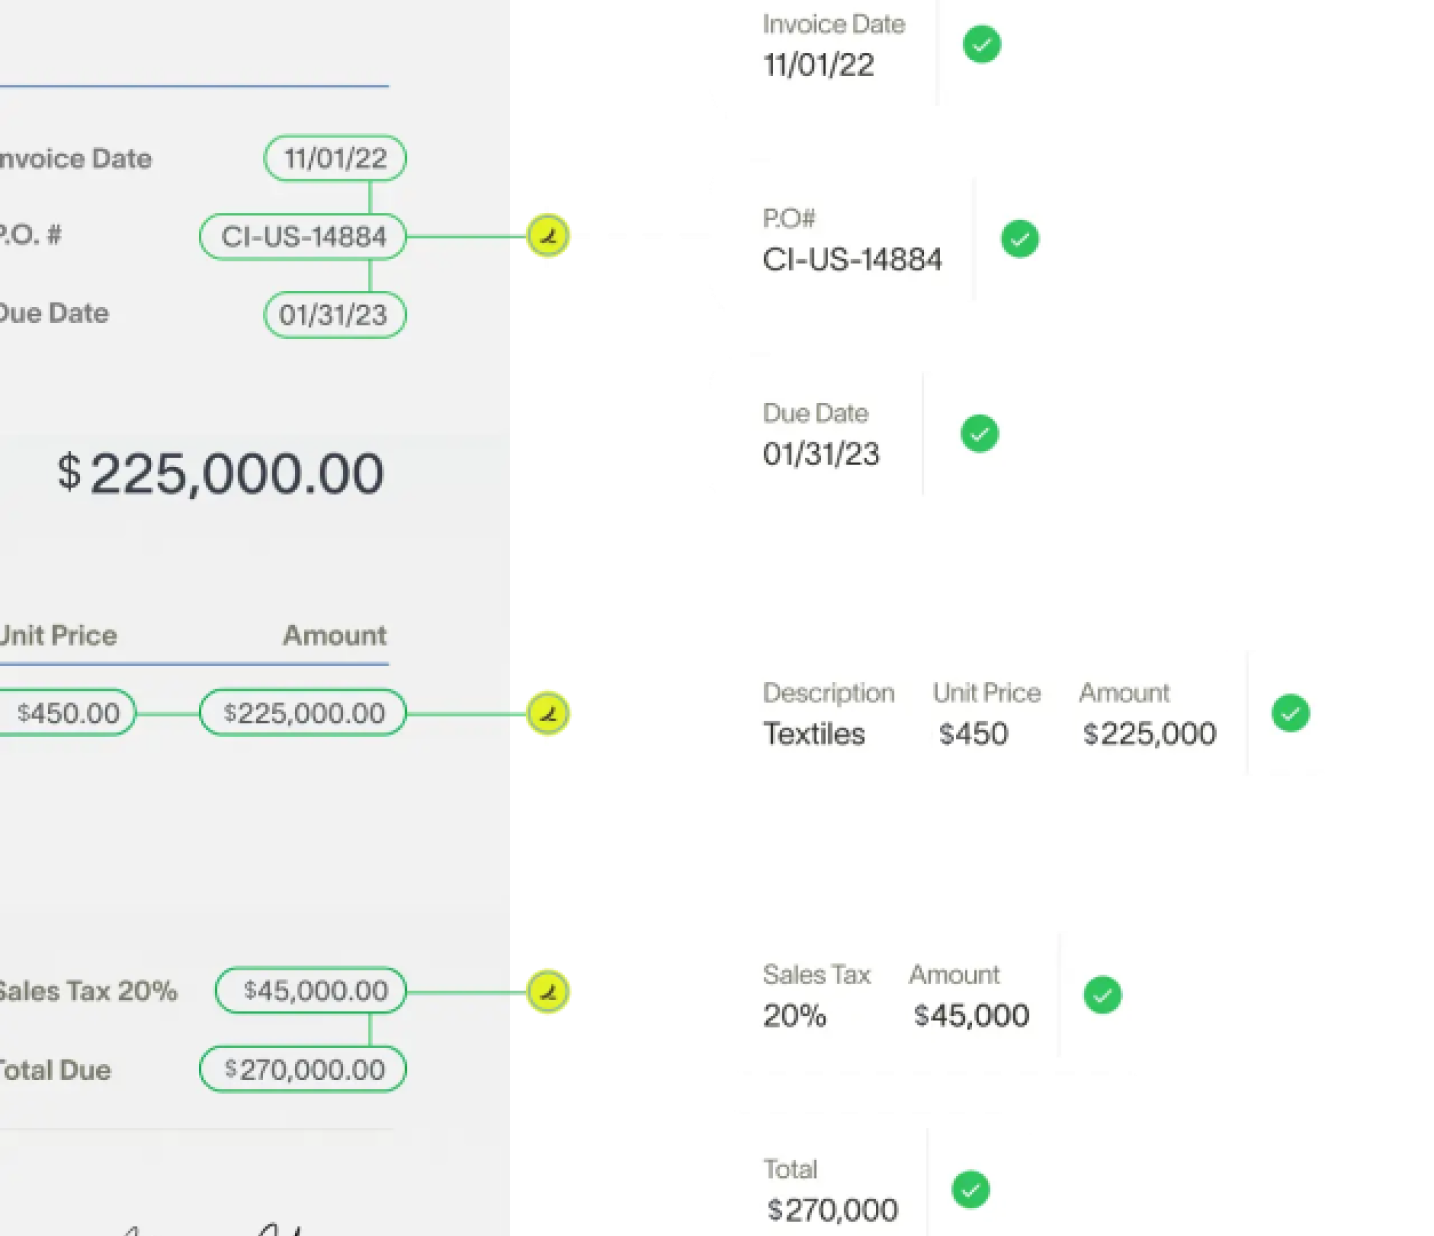 nvoice Date 11/01/22
P.O. # CI-US-14884
Due Date 01/31/23
$225,000.00
Unit Price Amount
$450.00 $225,000.00
Sales Tax 20% $45,000.00
Total Due $270,000.00
Invoice Date
11/01/22
P.O#
CI-US-14884
Due Date
01/31/23
Description Unit Price Amount
Textiles $450 $225,000
Sales Tax Amount
20% $45,000
Total
$270,000